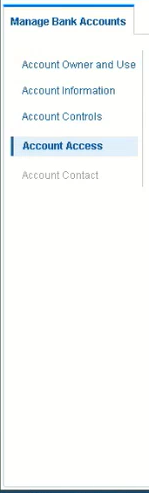 Manage Bank Accounts
Account Owner and Use
Account Information
Account Controls
Account Access
Account Contact